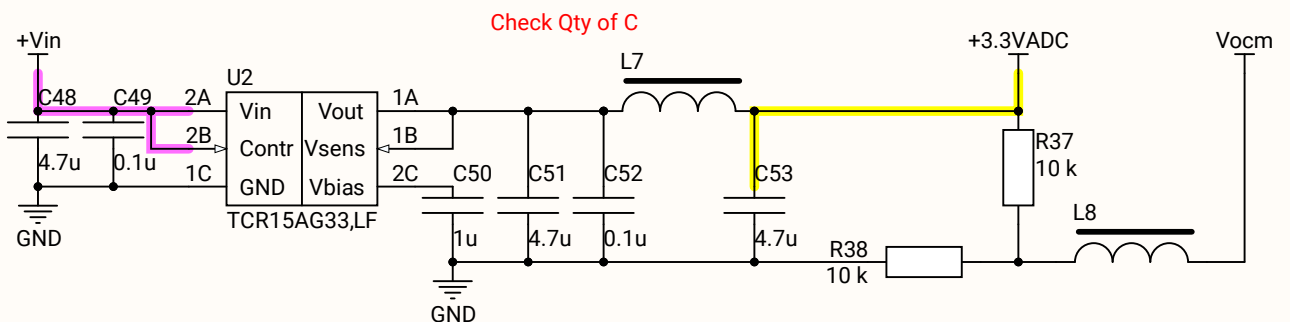 Check Qty of C
+Vin
+3.3VADC
Vocm
L7
U2
C48
C49
2A
Vin
Vout
1A
2B
Contr
Vsens
1B
R37
10 k
4.7u
0.1u
1C
GND
Vbias
2C
C50
C51
C52
C53
TCR15AG33,LF
L8
GND
1u
4.7u
0.1u
4.7u
R38
10 k
GND